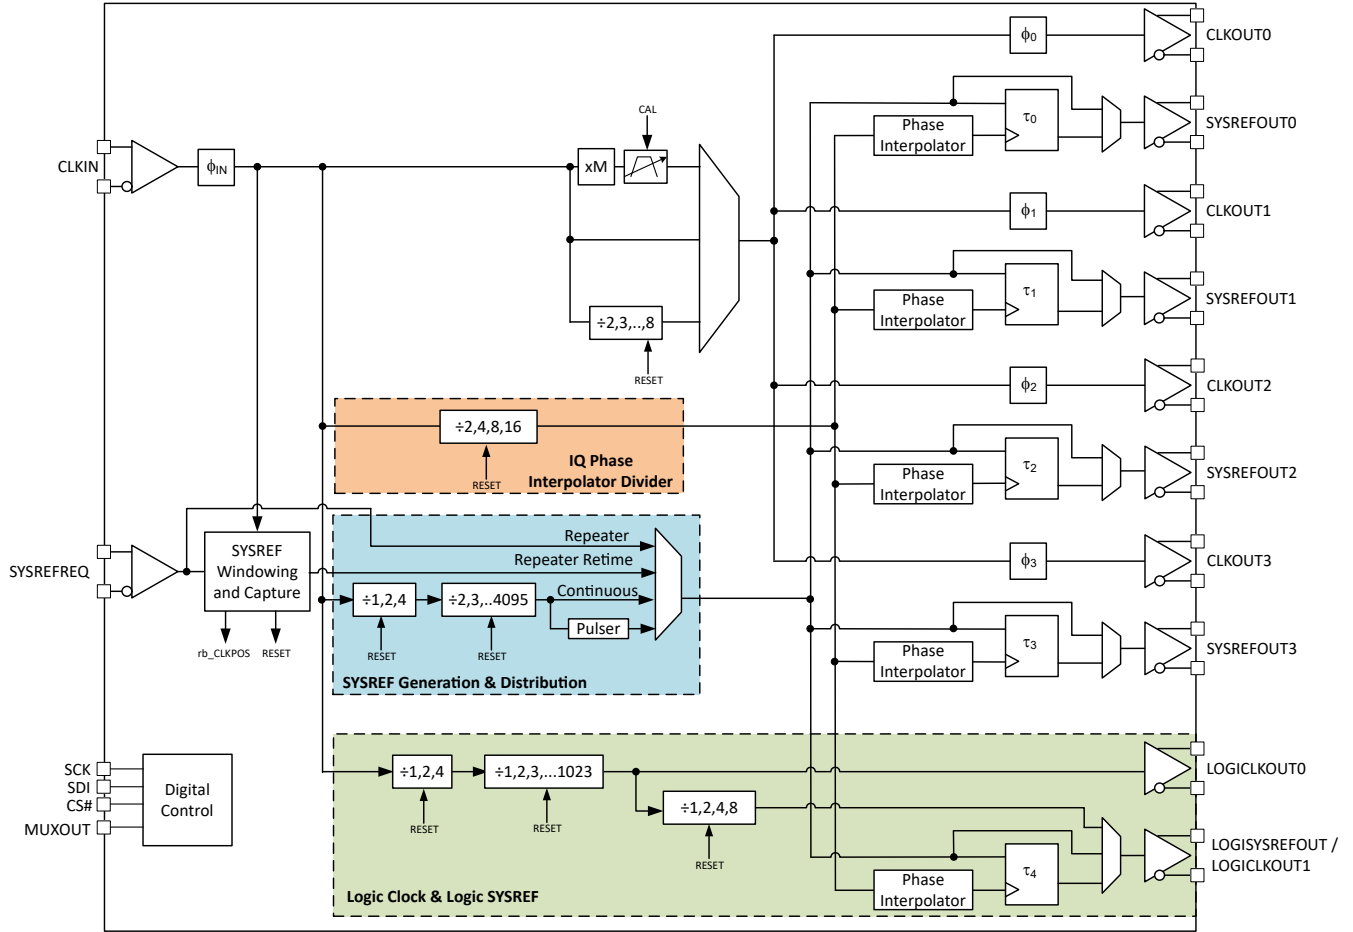 CLKOUT0
ϕ0
SYSREFOUT0
τ0
Phase
Interpolator
CAL
CLKIN
ϕIN
xM
CLKOUT1
ϕ1
SYSREFOUT1
τ1
Phase
Interpolator
÷2,3,..,8
RESET
CLKOUT2
ϕ2
÷2,4,8,16
RESET
IQ Phase
Interpolator Divider
SYSREFOUT2
τ2
Phase
Interpolator
SYSREFREQ
SYSREF
Windowing
and Capture
rb_CLKPOS
RESET
Repeater
Repeater Retime
Continuous
÷1,2,4
÷2,3,..4095
Pulser
RESET
RESET
SYSREF Generation & Distribution
CLKOUT3
ϕ3
SYSREFOUT3
τ3
Phase
Interpolator
SCK
SDI
CS#
MUXOUT
Digital
Control
÷1,2,4
÷1,2,3,...1023
RESET
RESET
÷1,2,4,8
RESET
LOGICLKOUT0
LOGISYSREFOUT /
LOGICLKOUT1
τ4
Phase
Interpolator
Logic Clock & Logic SYSREF